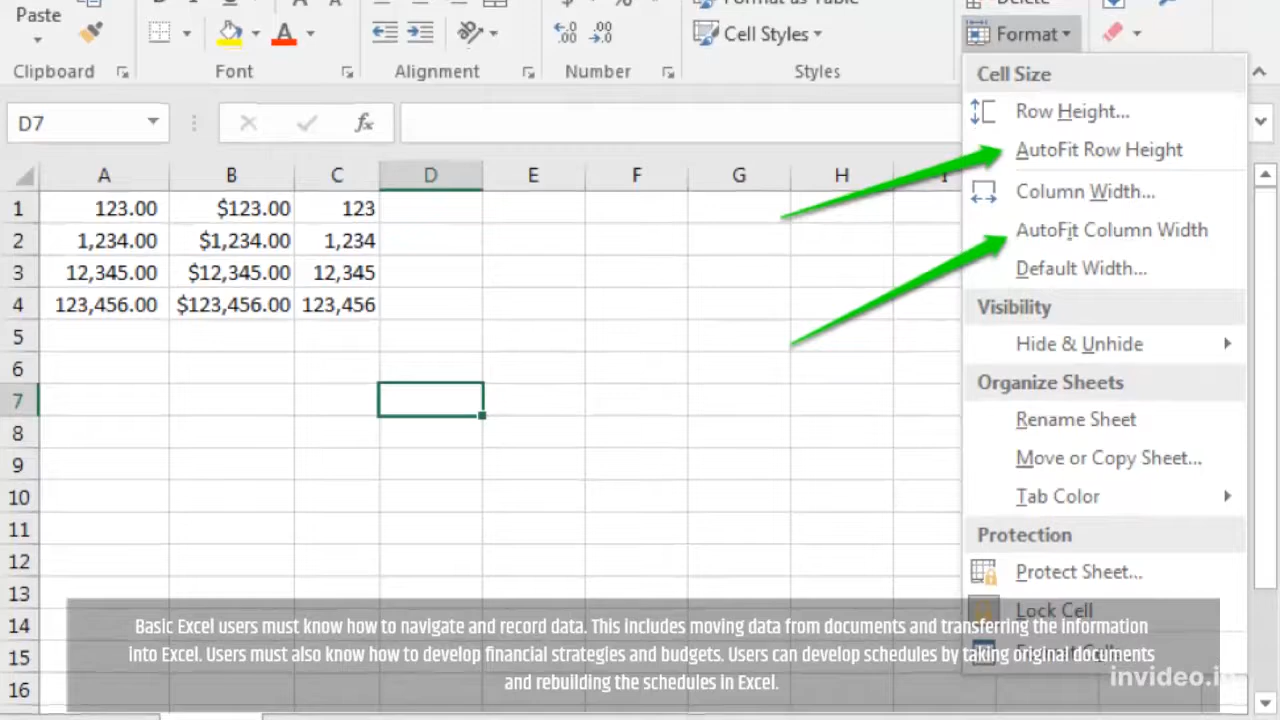 Paste
Format as Table
Delete
Cell Styles
Format
Clipboard
Font
Alignment
Number
Styles
D7
fx
A B C D E F G H I
1 123.00 $123.00 123
2 1,234.00 $1,234.00 1,234
3 12,345.00 $12,345.00 12,345
4 123,456.00 $123,456.00 123,456
5
6
7
8
9
10
11
12
13
14
15
16
Cell Size
Row Height...
AutoFit Row Height
Column Width...
AutoFit Column Width
Default Width...
Visibility
Hide & Unhide
Organize Sheets
Rename Sheet
Move or Copy Sheet...
Tab Color
Protection
Protect Sheet...
Lock Cell
Basic Excel users must know how to navigate and record data. This includes moving data from documents and transferring the information
into Excel. Users must also know how to develop financial strategies and budgets. Users can develop schedules by taking original documents
and rebuilding the schedules in Excel.